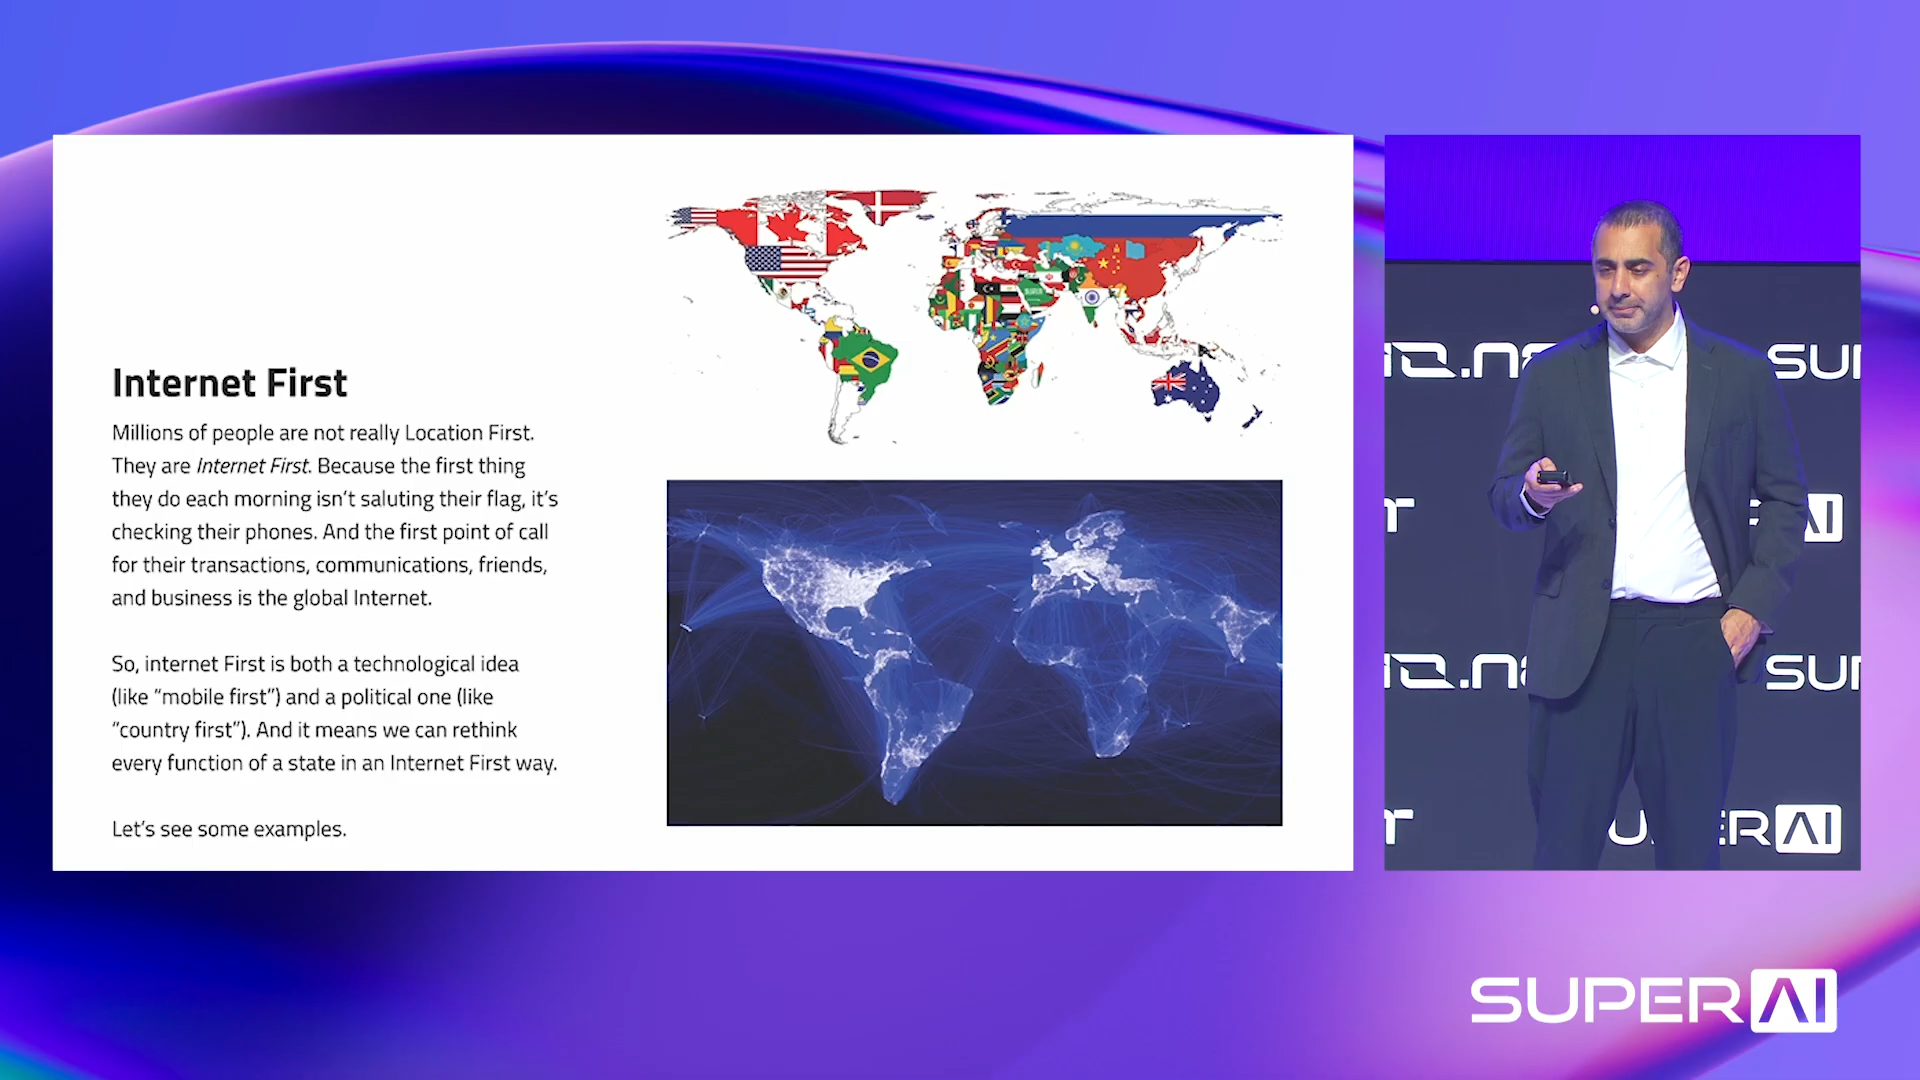 Internet First
Millions of people are not really Location First.
They are Internet First. Because the first thing
they do each morning isn't saluting their flag, it's
checking their phones. And the first point of call
for their transactions, communications, friends,
and business is the global Internet.
So, internet First is both a technological idea
(like “mobile first”) and a political one (like
“country first”). And it means we can rethink
every function of a state in an Internet First way.
Let's see some examples.
SUPER AI
SUPER AI